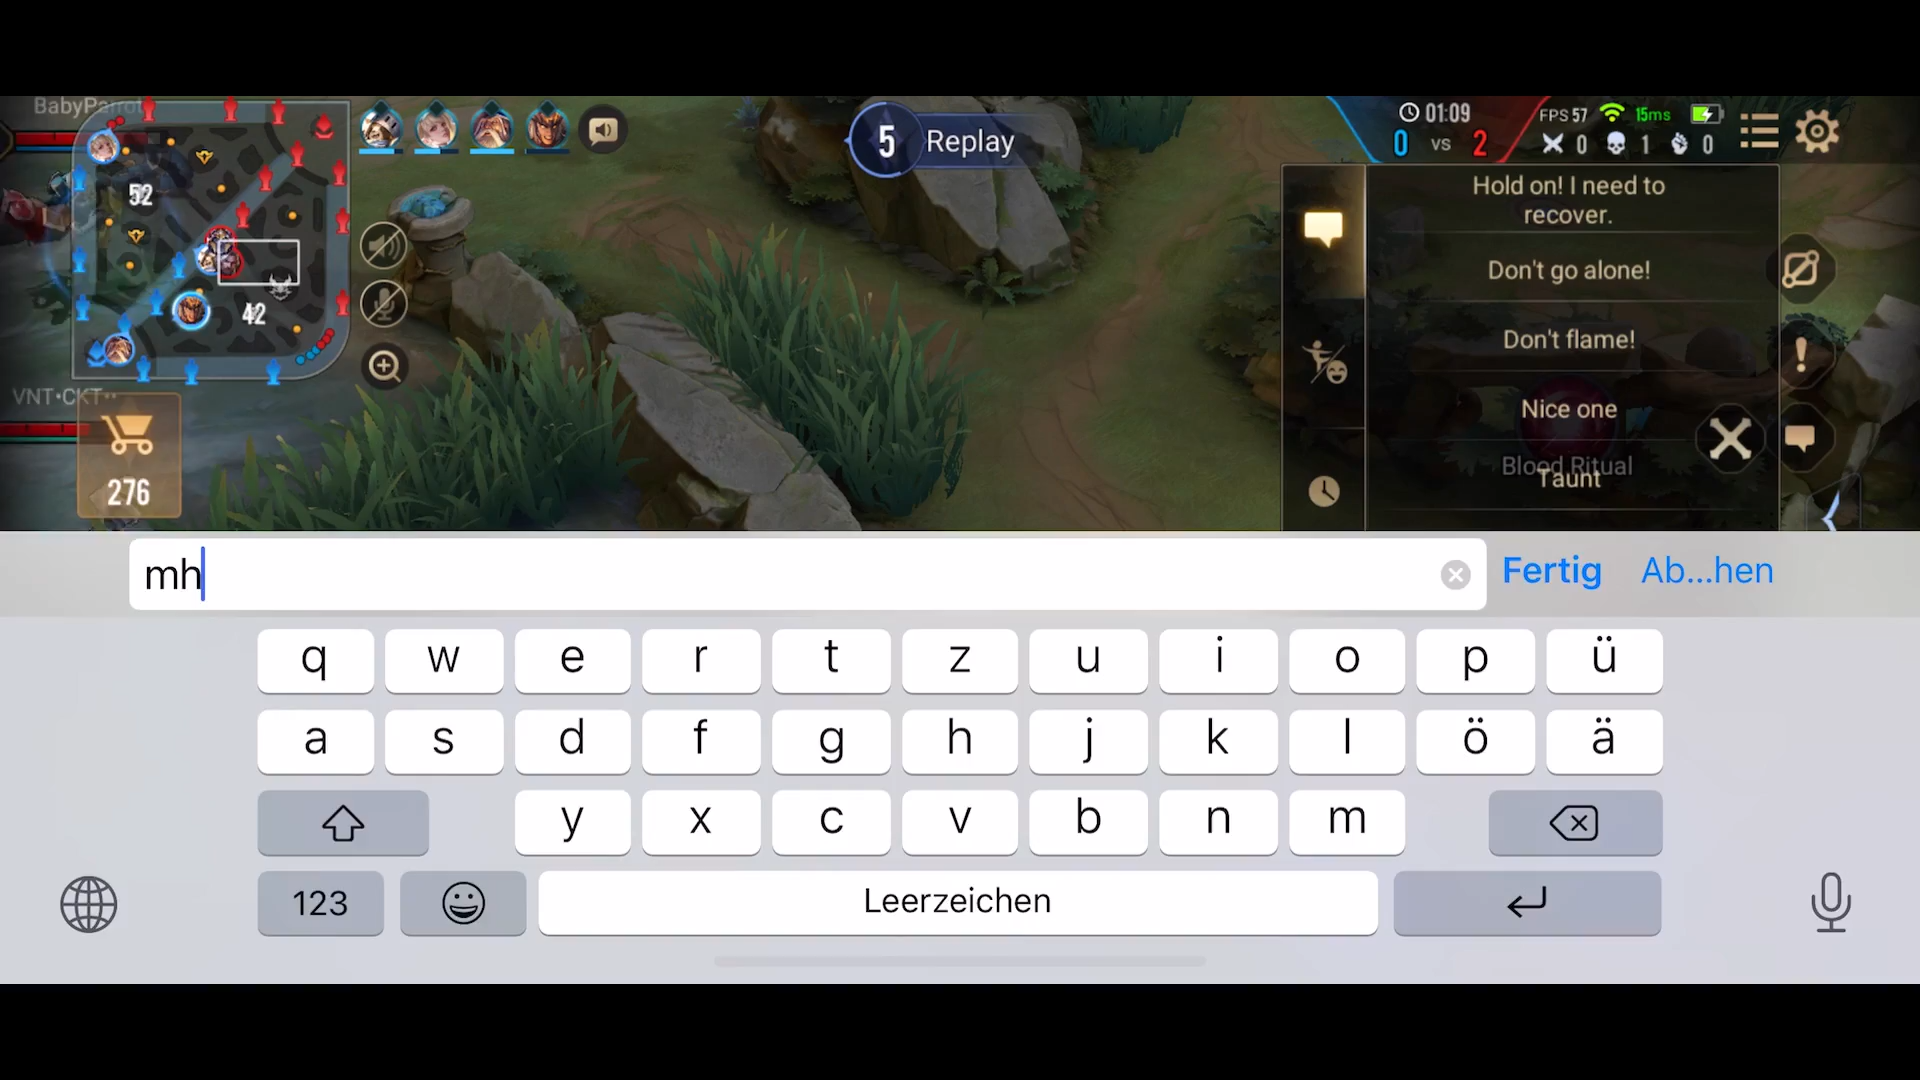 BabyParrot
52
42
VNT•CKT••
276
5 Replay
01:09
0 vs 2
FPS 57
15ms
0 1 0
Hold on! I need to
recover.
Don't go alone!
Don't flame!
Nice one
Blood Ritual
Taunt
mh
Fertig Ab...hen
q w e r t z u i o p ü
a s d f g h j k l ö ä
y x c v b n m
123 Leerzeichen